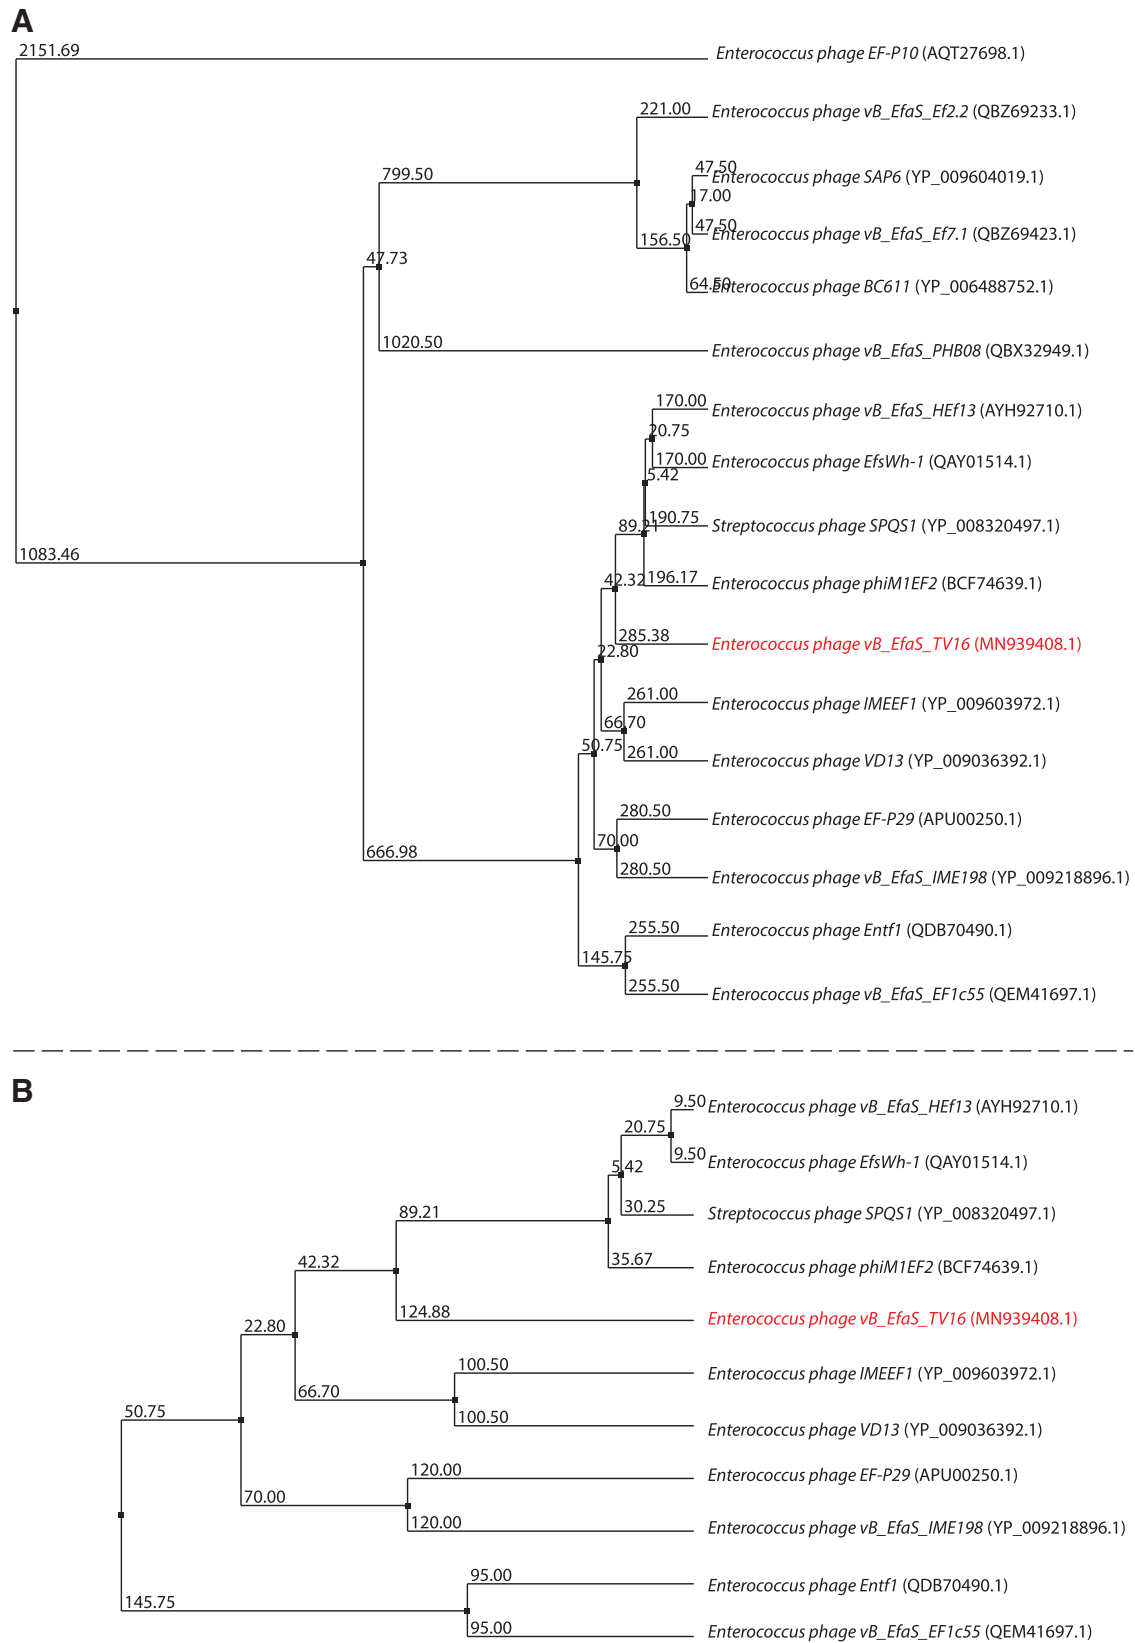 A
2151.69
Enterococcus phage EF-P10 (AQT27698.1)
221.00
Enterococcus phage vB_EfaS_Ef2.2 (QBZ69233.1)
799.50
47.50
Enterococcus phage SAP6 (YP_009604019.1)
17.00
47.50
Enterococcus phage vB_EfaS_Ef7.1 (QBZ69423.1)
156.50
47.73
64.50
Enterococcus phage BC611 (YP_006488752.1)
1020.50
Enterococcus phage vB_EfaS_PHB08 (QBX32949.1)
170.00
Enterococcus phage vB_EfaS_HEf13 (AYH92710.1)
20.75
170.00
Enterococcus phage EfsWh-1 (QAY01514.1)
5.42
190.75
Streptococcus phage SPQS1 (YP_008320497.1)
89.21
1083.46
42.32
196.17
Enterococcus phage phiM1EF2 (BCF74639.1)
285.38
Enterococcus phage vB_EfaS_TV16 (MN939408.1)
22.80
261.00
Enterococcus phage IMEEF1 (YP_009603972.1)
66.70
50.75
261.00
Enterococcus phage VD13 (YP_009036392.1)
280.50
Enterococcus phage EF-P29 (APU00250.1)
70.00
666.98
280.50
Enterococcus phage vB_EfaS_IME198 (YP_009218896.1)
255.50
Enterococcus phage Entf1 (QDB70490.1)
145.75
255.50
Enterococcus phage vB_EfaS_EF1c55 (QEM41697.1)
B
9.50
Enterococcus phage vB_EfaS_HEf13 (AYH92710.1)
20.75
9.50
Enterococcus phage EfsWh-1 (QAY01514.1)
5.42
30.25
Streptococcus phage SPQS1 (YP_008320497.1)
89.21
35.67
Enterococcus phage phiM1EF2 (BCF74639.1)
42.32
124.88
Enterococcus phage vB_EfaS_TV16 (MN939408.1)
22.80
100.50
Enterococcus phage IMEEF1 (YP_009603972.1)
66.70
50.75
100.50
Enterococcus phage VD13 (YP_009036392.1)
120.00
Enterococcus phage EF-P29 (APU00250.1)
70.00
120.00
Enterococcus phage vB_EfaS_IME198 (YP_009218896.1)
95.00
Enterococcus phage Entf1 (QDB70490.1)
145.75
95.00
Enterococcus phage vB_EfaS_EF1c55 (QEM41697.1)